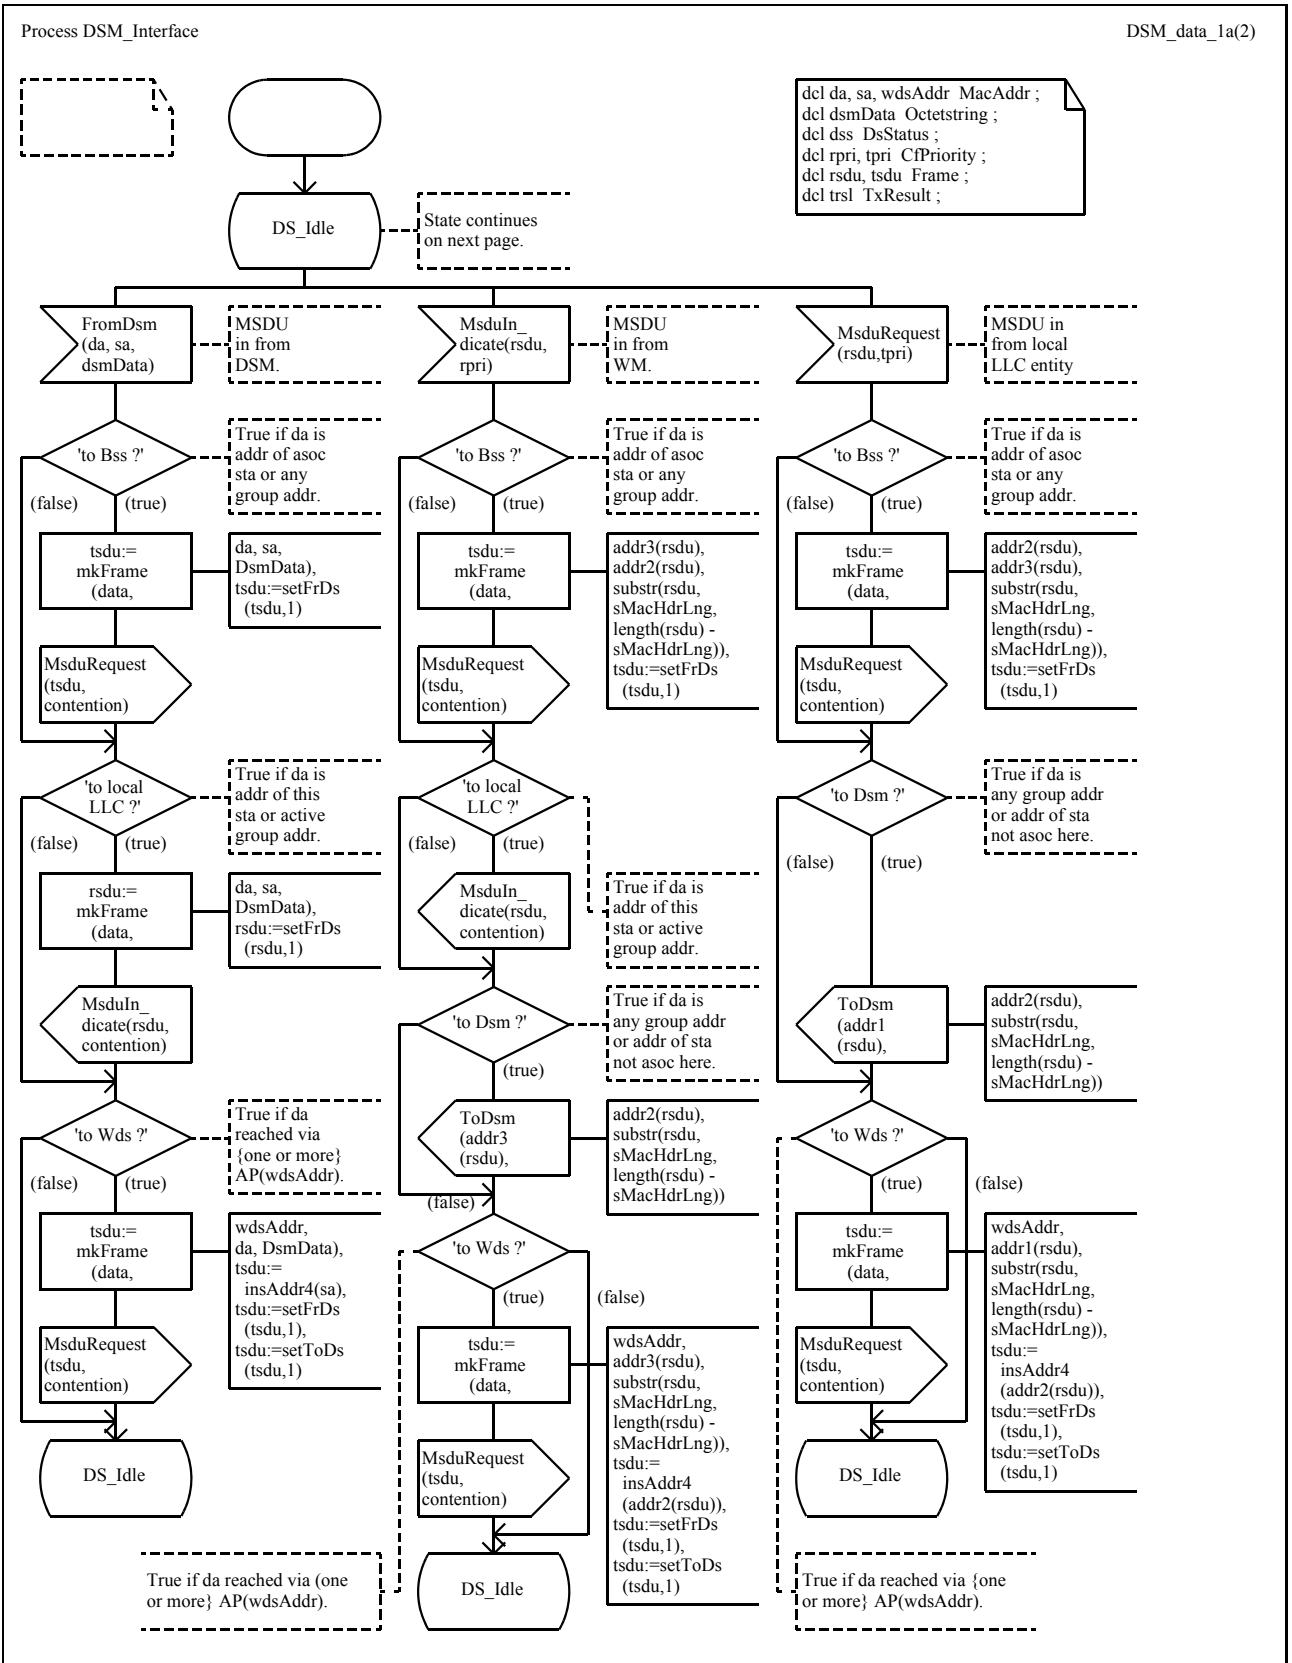 Process DSM_Interface
DSM_data_1a(2)
dcl da, sa, wdsAddr MacAddr ;
dcl dsmData Octetstring ;
dcl dss DsStatus ;
dcl rpri, tpri CfPriority ;
dcl rsdu, tsdu Frame ;
dcl trsl TxResult ;
DS_Idle
State continues
on next page.
FromDsm
(da, sa,
dsmData)
MSDU
in from
DSM.
'to Bss ?'
True if da is
addr of asoc
sta or any
group addr.
(false)
(true)
tsdu:=
mkFrame
(data,
da, sa,
DsmData),
tsdu:=setFrDs
(tsdu,1)
MsduRequest
(tsdu,
contention)
'to local
LLC ?'
True if da is
addr of this
sta or active
group addr.
(false)
(true)
rsdu:=
mkFrame
(data,
da, sa,
DsmData),
rsdu:=setFrDs
(rsdu,1)
MsduIn_
dicate(rsdu,
contention)
'to Wds ?'
True if da
reached via
{one or more}
AP(wdsAddr).
(false)
(true)
tsdu:=
mkFrame
(data,
wdsAddr,
da, DsmData),
tsdu:=
insAddr4(sa),
tsdu:=setFrDs
(tsdu,1),
tsdu:=setToDs
(tsdu,1)
MsduRequest
(tsdu,
contention)
DS_Idle
MsduIn_
dicate(rsdu,
rpri)
MSDU
in from
WM.
'to Bss ?'
True if da is
addr of asoc
sta or any
group addr.
(false)
(true)
tsdu:=
mkFrame
(data,
addr3(rsdu),
addr2(rsdu),
substr(rsdu,
sMacHdrLng,
length(rsdu) -
sMacHdrLng)),
tsdu:=setFrDs
(tsdu,1)
MsduRequest
(tsdu,
contention)
'to local
LLC ?'
(false)
(true)
True if da is
addr of this
sta or active
group addr.
MsduIn_
dicate(rsdu,
contention)
'to Dsm ?'
True if da is
any group addr
or addr of sta
not asoc here.
(true)
ToDsm
(addr3
(rsdu),
addr2(rsdu),
substr(rsdu,
sMacHdrLng,
length(rsdu) -
sMacHdrLng))
(false)
'to Wds ?'
(true)
(false)
tsdu:=
mkFrame
(data,
wdsAddr,
addr3(rsdu),
substr(rsdu,
sMacHdrLng,
length(rsdu) -
sMacHdrLng)),
tsdu:=
insAddr4
(addr2(rsdu)),
tsdu:=setFrDs
(tsdu,1),
tsdu:=setToDs
(tsdu,1)
MsduRequest
(tsdu,
contention)
True if da reached via (one
or more} AP(wdsAddr).
DS_Idle
MsduRequest
(rsdu,tpri)
MSDU in
from local
LLC entity
'to Bss ?'
True if da is
addr of asoc
sta or any
group addr.
(false)
(true)
tsdu:=
mkFrame
(data,
addr2(rsdu),
addr3(rsdu),
substr(rsdu,
sMacHdrLng,
length(rsdu) -
sMacHdrLng)),
tsdu:=setFrDs
(tsdu,1)
MsduRequest
(tsdu,
contention)
'to Dsm ?'
True if da is
any group addr
or addr of sta
not asoc here.
(false)
(true)
ToDsm
(addr1
(rsdu),
addr2(rsdu),
substr(rsdu,
sMacHdrLng,
length(rsdu) -
sMacHdrLng))
'to Wds ?'
(true)
(false)
tsdu:=
mkFrame
(data,
wdsAddr,
addr1(rsdu),
substr(rsdu,
sMacHdrLng,
length(rsdu) -
sMacHdrLng)),
tsdu:=
insAddr4
(addr2(rsdu)),
tsdu:=setFrDs
(tsdu,1),
tsdu:=setToDs
(tsdu,1)
MsduRequest
(tsdu,
contention)
DS_Idle
True if da reached via {one
or more} AP(wdsAddr).